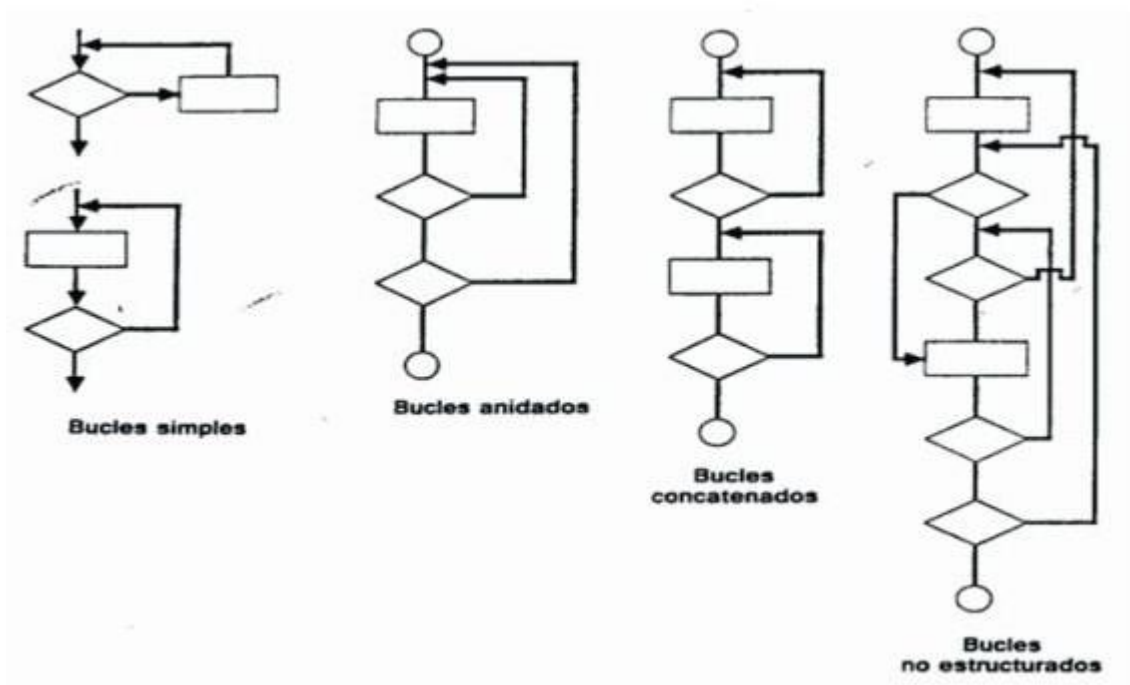 Bucles simples
Bucles anidados
Bucles
concatenados
Bucles
no estructurados